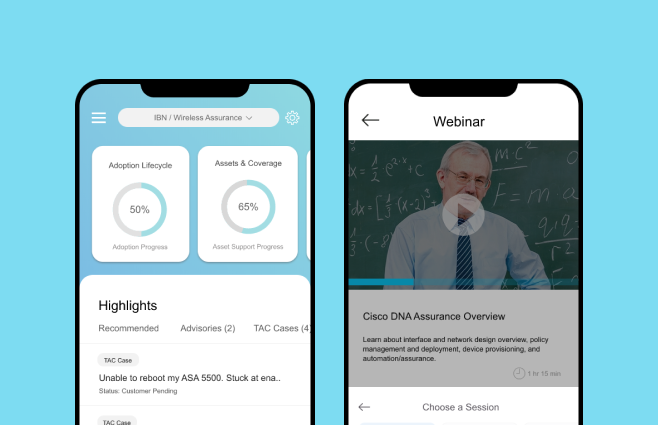 IBN / Wireless Assurance
Adoption Lifecycle
50%
Adoption Progress
Assets & Coverage
65%
Asset Support Progress
Highlights
Recommended
Advisories (2)
TAC Cases (4)
TAC Case
Unable to reboot my ASA 5500. Stuck at ena..
Status: Customer Pending
TAC Case
Webinar
m·c²
F = m a
Cisco DNA Assurance Overview
Learn about interface and network design overview, policy
management and deployment, device provisioning, and
automation/assurance.
1 hr 15 min
Choose a Session